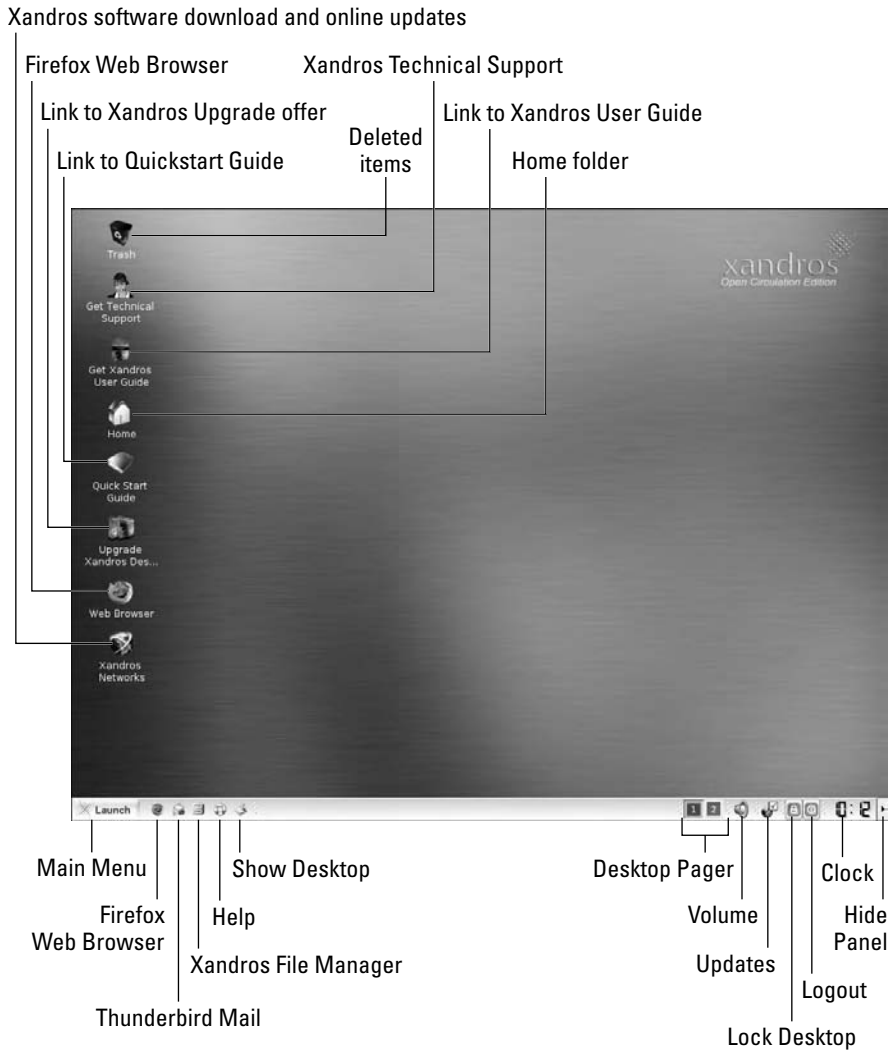 Xandros software download and online updates
Firefox Web Browser
Xandros Technical Support
Link to Xandros Upgrade offer
Link to Xandros User Guide
Deleted
items
Link to Quickstart Guide
Home folder
Trash
xandros
Open Circulation Edition
Get Technical
Support
Get Xandros
User Guide
Home
Quick Start
Guide
Upgrade
Xandros Des...
Web Browser
Xandros
Networks
Launch
1 2
Main Menu
Show Desktop
Desktop Pager
Clock
Firefox
Web Browser
Help
Volume
Hide
Panel
Xandros File Manager
Updates
Logout
Thunderbird Mail
Lock Desktop